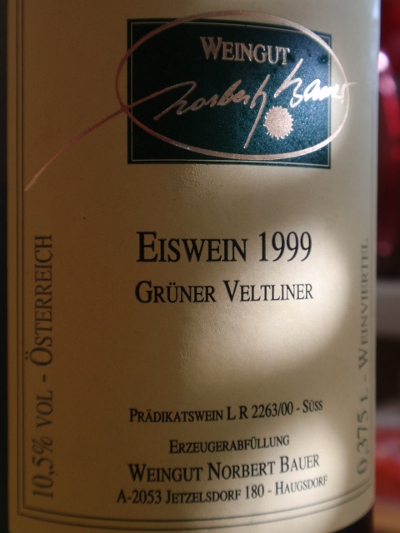 WEINGUT
Norbert Bauer
EISWEIN 1999
GRÜNER VELTLINER
10,5% VOL - ÖSTERREICH
0,375 L - WEINVIERTEL
PRÄDIKATSWEIN L R 2263/00 - SÜSS
ERZEUGERABFÜLLUNG
WEINGUT NORBERT BAUER
A-2053 JETZELSDORF 180 - HAUGSDORF